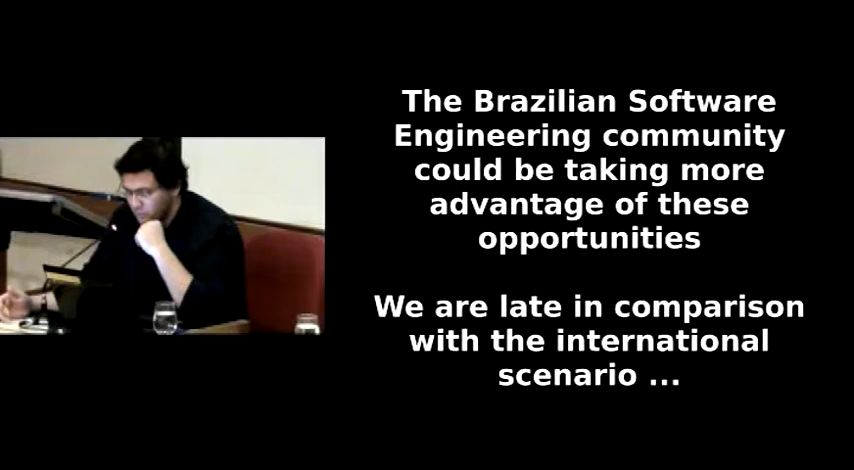 The Brazilian Software
Engineering community
could be taking more
advantage of these
opportunities
We are late in comparison
with the international
scenario ...